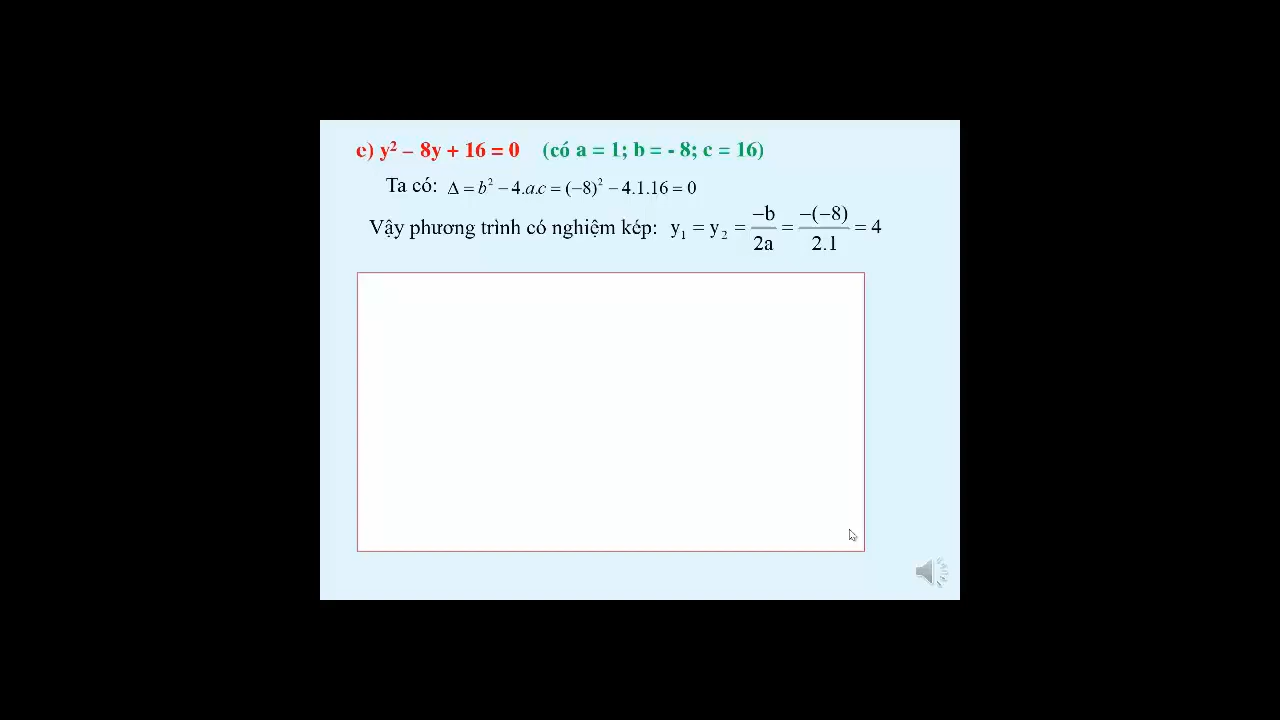 e) y² – 8y + 16 = 0 (có a = 1; b = - 8; c = 16)
Ta có: Δ = b² − 4.a.c = (−8)² − 4.1.16 = 0
Vậy phương trình có nghiệm kép: y₁ = y₂ = −b/2a = −(−8)/2.1 = 4